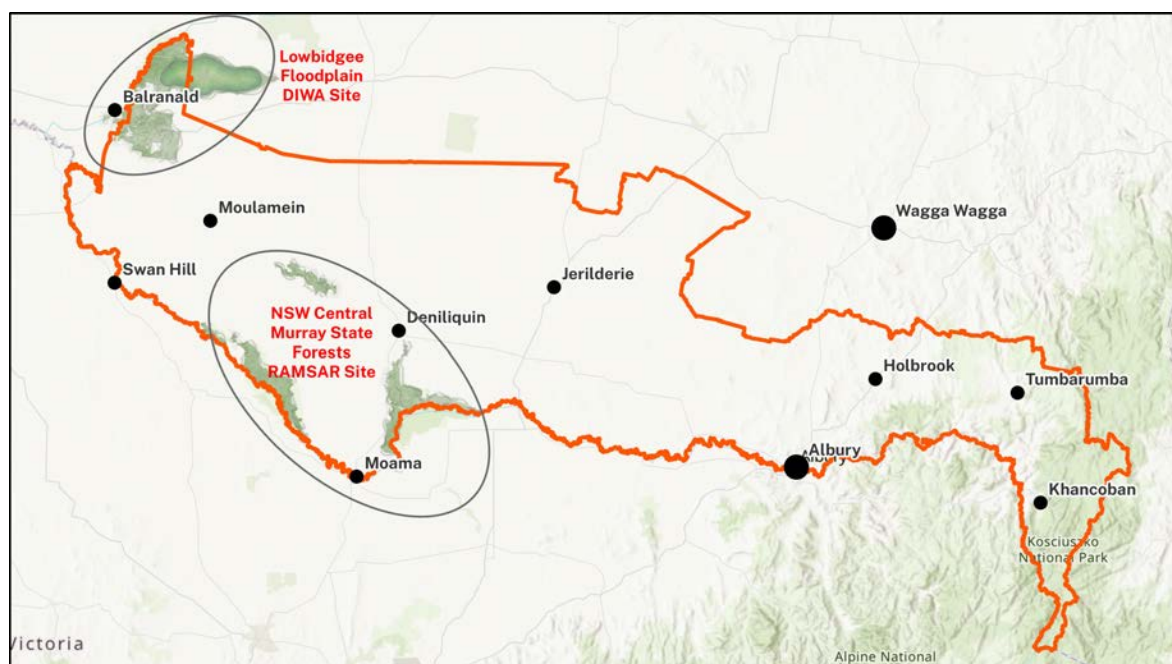 Lowbidgee
Floodplain
DIWA Site
Balranald
Moulamein
Wagga Wagga
Swan Hill
Jerilderie
NSW Central
Murray State
Forests
RAMSAR Site
Deniliquin
Holbrook
Tumbarumba
Albury
Albury
Moama
Khancoban
Kosciuszko
National Park
Victoria
Alpine National